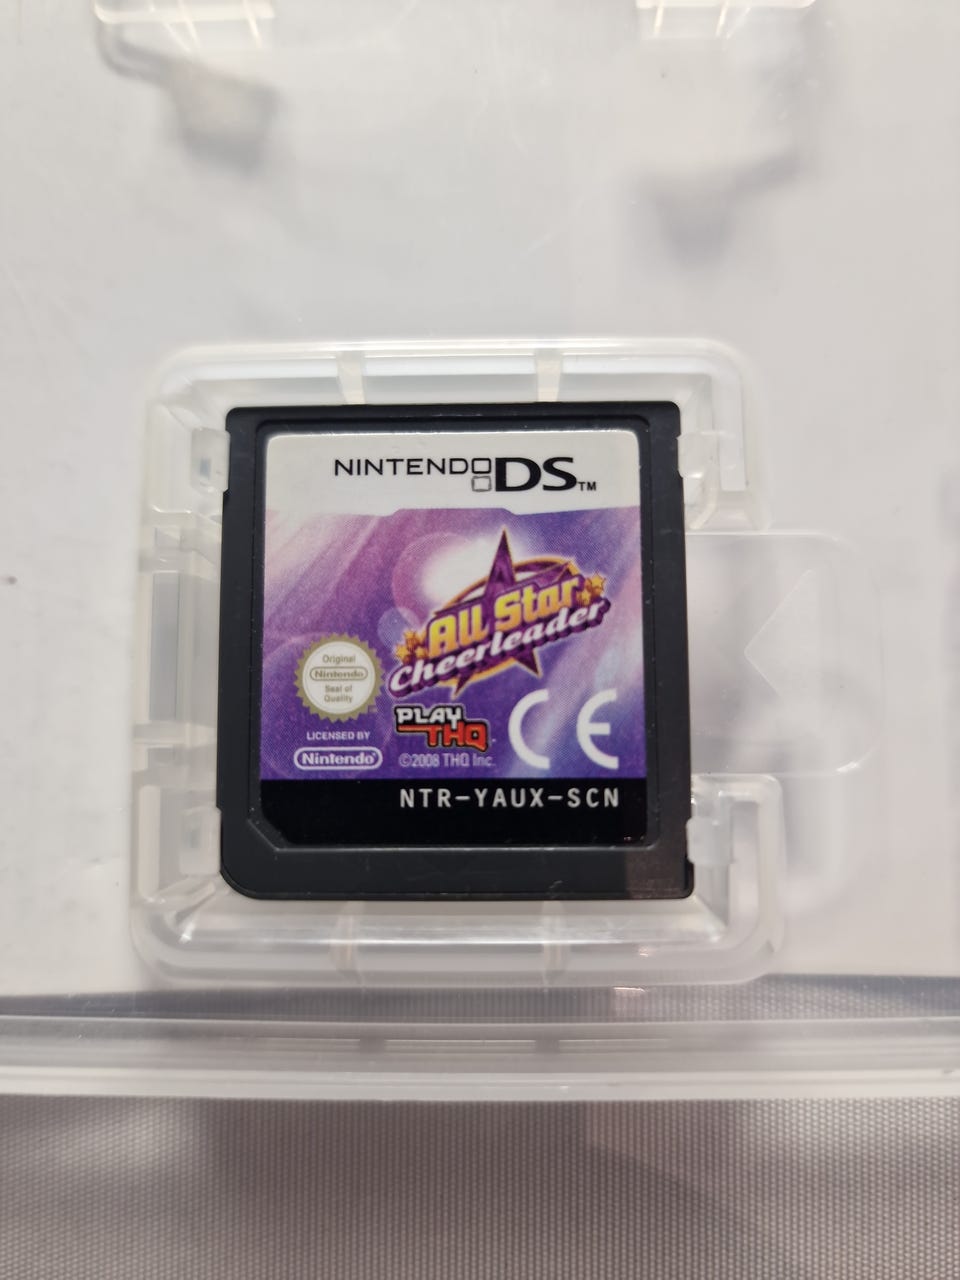 NINTENDO DS™
All Star
Cheerleader
Original
Nintendo
Seal of
Quality
LICENSED BY
Nintendo
PLAY
THQ
©2008 THQ Inc.
CE
NTR-YAUX-SCN